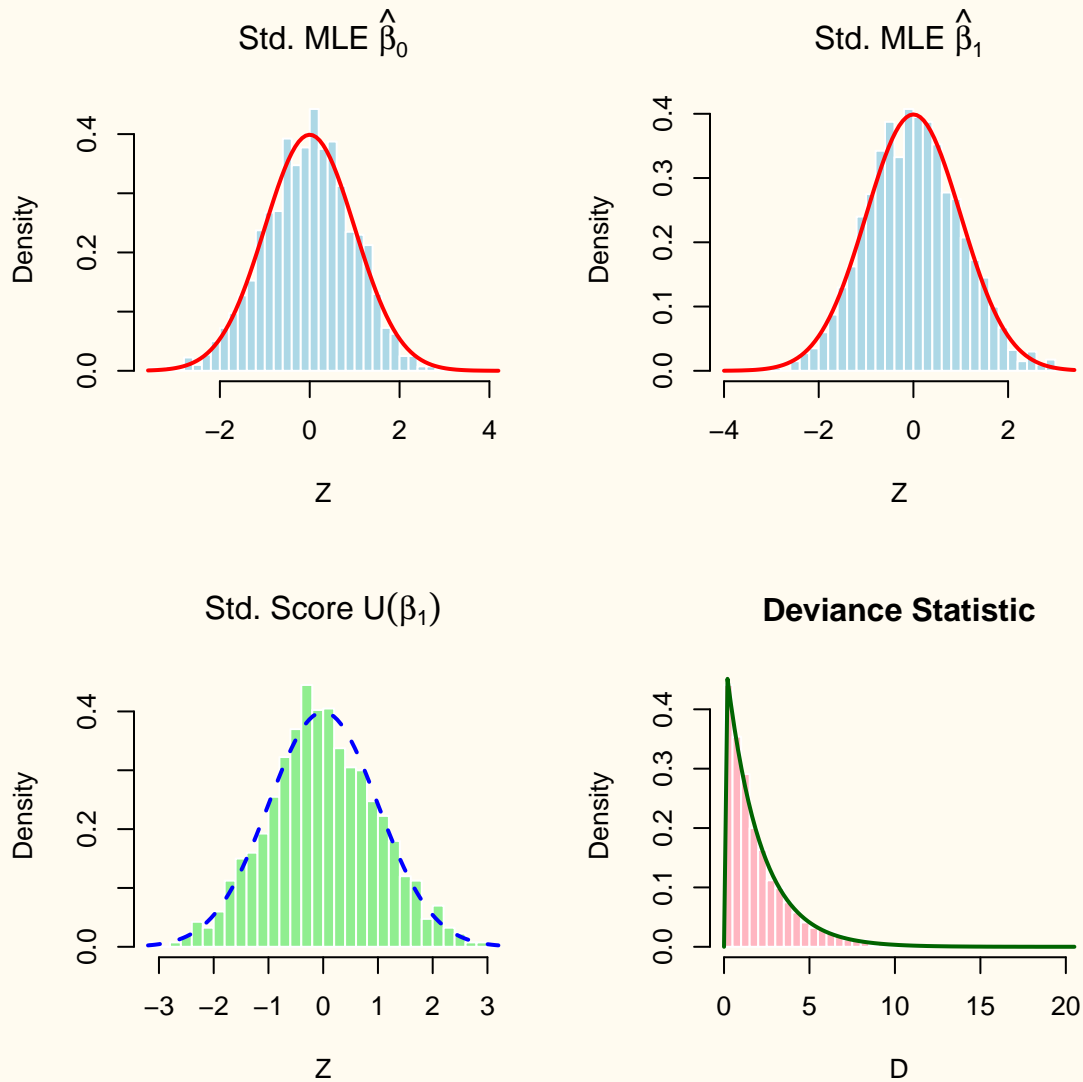 Std. MLE β̂₀
Density
0.0 0.2 0.4
−2 0 2 4
Z
Std. MLE β̂₁
Density
0.0 0.1 0.2 0.3 0.4
−4 −2 0 2
Z
Std. Score U(β₁)
Density
0.0 0.2 0.4
−3 −2 −1 0 1 2 3
Z
Deviance Statistic
Density
0.0 0.1 0.2 0.3 0.4
0 5 10 15 20
D